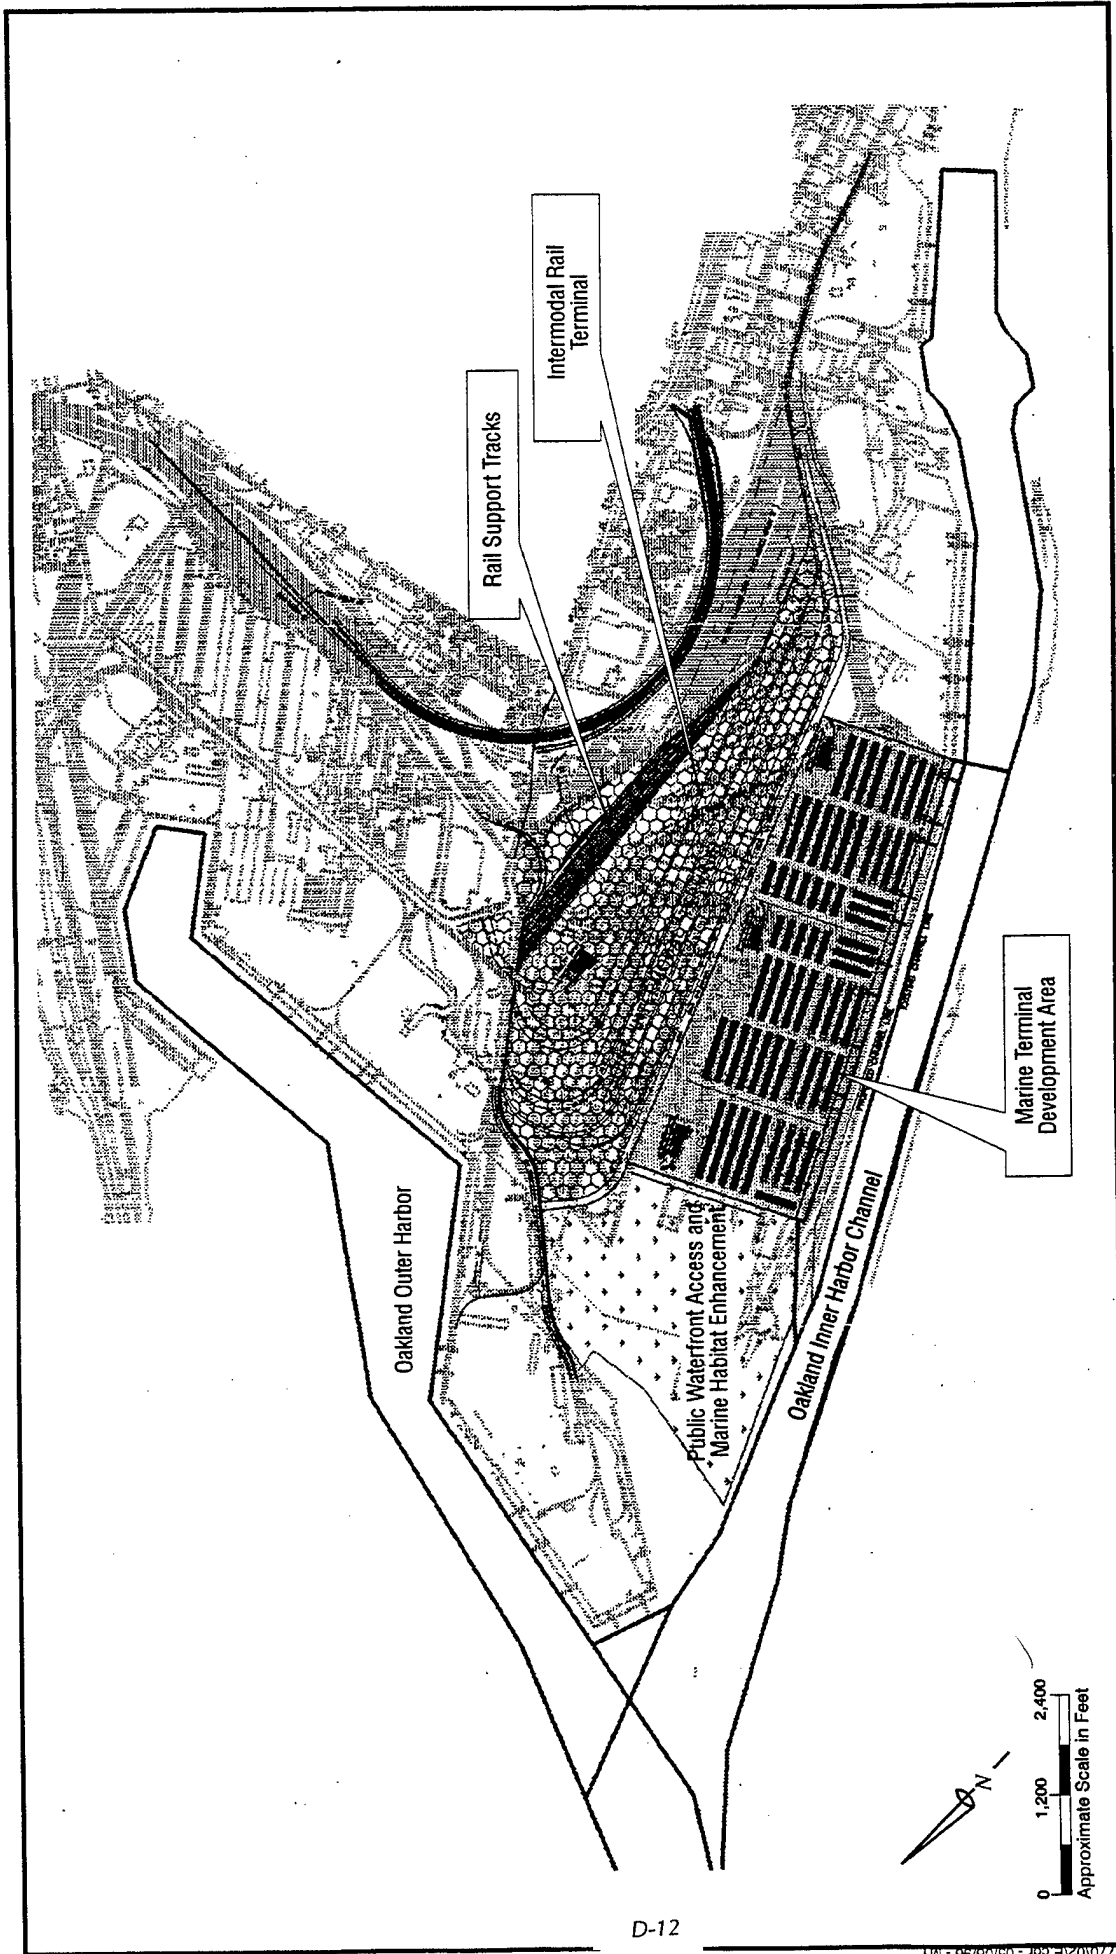 Intermodal Rail
Terminal
Rail Support Tracks
Oakland Outer Harbor
Public Waterfront Access and
Marine Habitat Enhancement
Oakland Inner Harbor Channel
Marine Terminal
Development Area
N
0 1,200 2,400
Approximate Scale in Feet
D-12